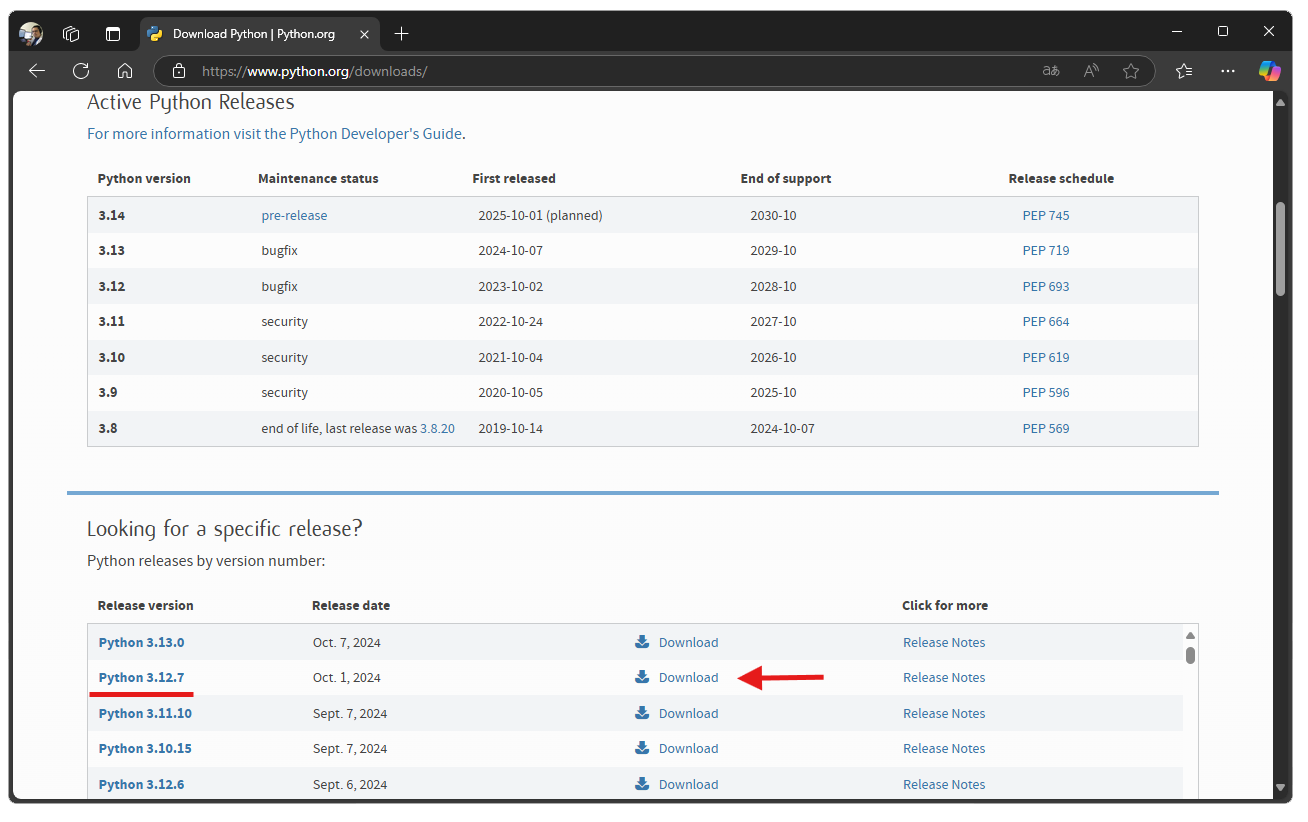 Download Python | Python.org
https://www.python.org/downloads/
Active Python Releases
For more information visit the Python Developer's Guide.
Python version Maintenance status First released End of support Release schedule
3.14 pre-release 2025-10-01 (planned) 2030-10 PEP 745
3.13 bugfix 2024-10-07 2029-10 PEP 719
3.12 bugfix 2023-10-02 2028-10 PEP 693
3.11 security 2022-10-24 2027-10 PEP 664
3.10 security 2021-10-04 2026-10 PEP 619
3.9 security 2020-10-05 2025-10 PEP 596
3.8 end of life, last release was 3.8.20 2019-10-14 2024-10-07 PEP 569
Looking for a specific release?
Python releases by version number:
Release version Release date Click for more
Python 3.13.0 Oct. 7, 2024 Download Release Notes
Python 3.12.7 Oct. 1, 2024 Download Release Notes
Python 3.11.10 Sept. 7, 2024 Download Release Notes
Python 3.10.15 Sept. 7, 2024 Download Release Notes
Python 3.12.6 Sept. 6, 2024 Download Release Notes